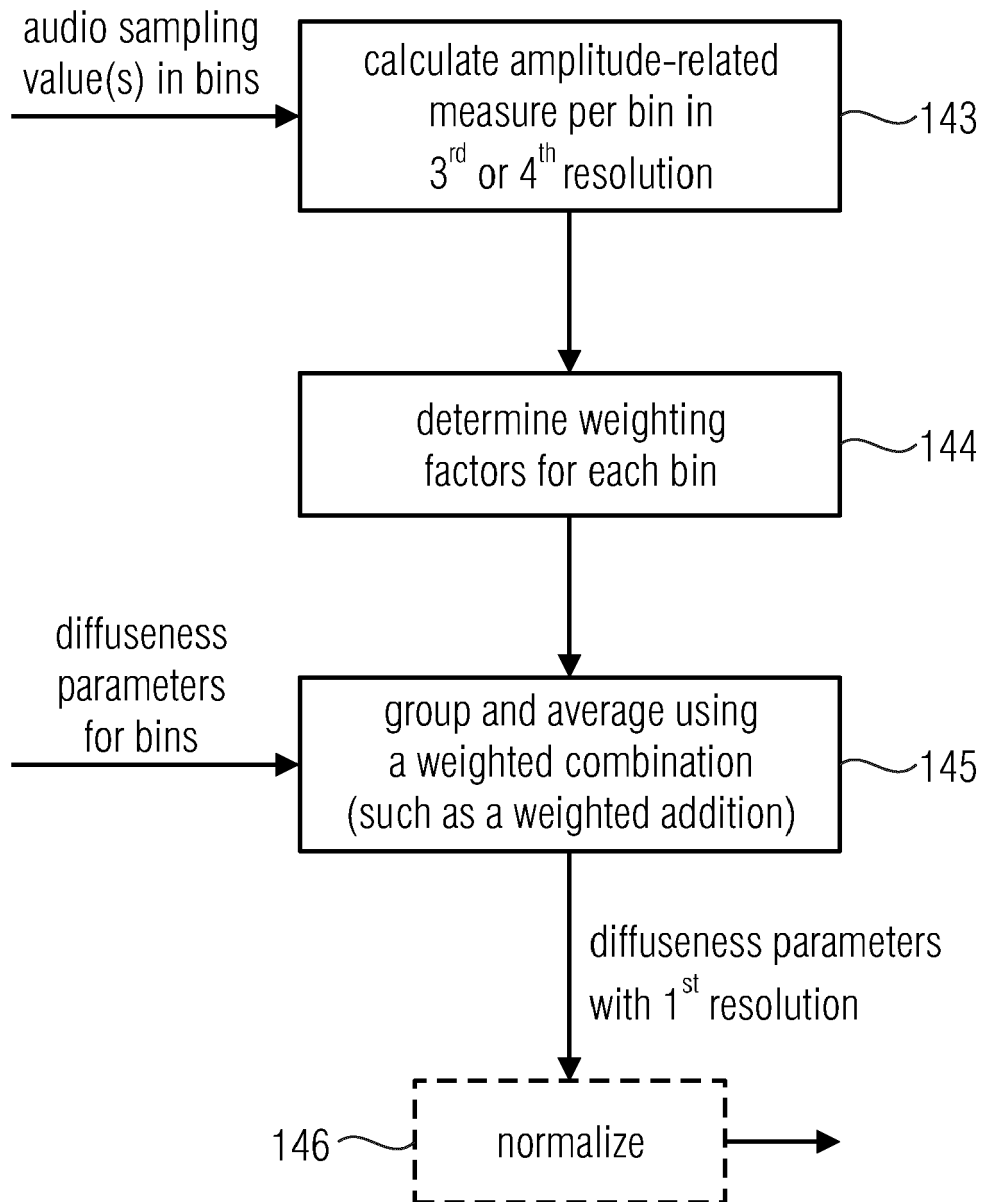 audio sampling
value(s) in bins
calculate amplitude-related
measure per bin in
3rd or 4th resolution
143
determine weighting
factors for each bin
144
diffuseness
parameters
for bins
group and average using
a weighted combination
(such as a weighted addition)
145
diffuseness parameters
with 1st resolution
146
normalize